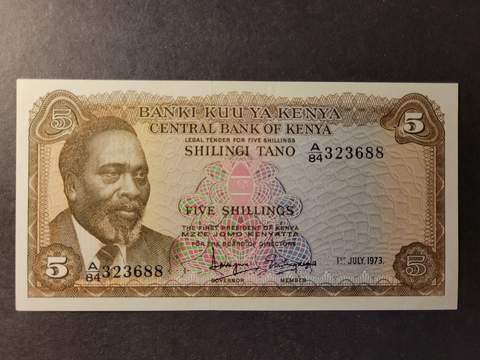 5
BANKI KUU YA KENYA
CENTRAL BANK OF KENYA
LEGAL TENDER FOR FIVE SHILLINGS
SHILINGI TANO
5
A/84 323688
FIVE SHILLINGS
THE FIRST PRESIDENT OF KENYA
MZEE JOMO KENYATTA
FOR THE BOARD OF DIRECTORS
5
A/84 323688
GOVERNOR
MEMBER
1ST JULY, 1973.
5